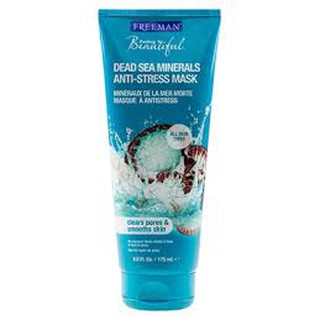 FREEMAN
Feeling
Beautiful
DEAD SEA MINERALS
ANTI-STRESS MASK
MINÉRAUX DE LA MER MORTE
MASQUE À ANTISTRESS
ALL SKIN
TYPES
clears pores &
smooths skin
6.0 fl. Oz / 175 mL e